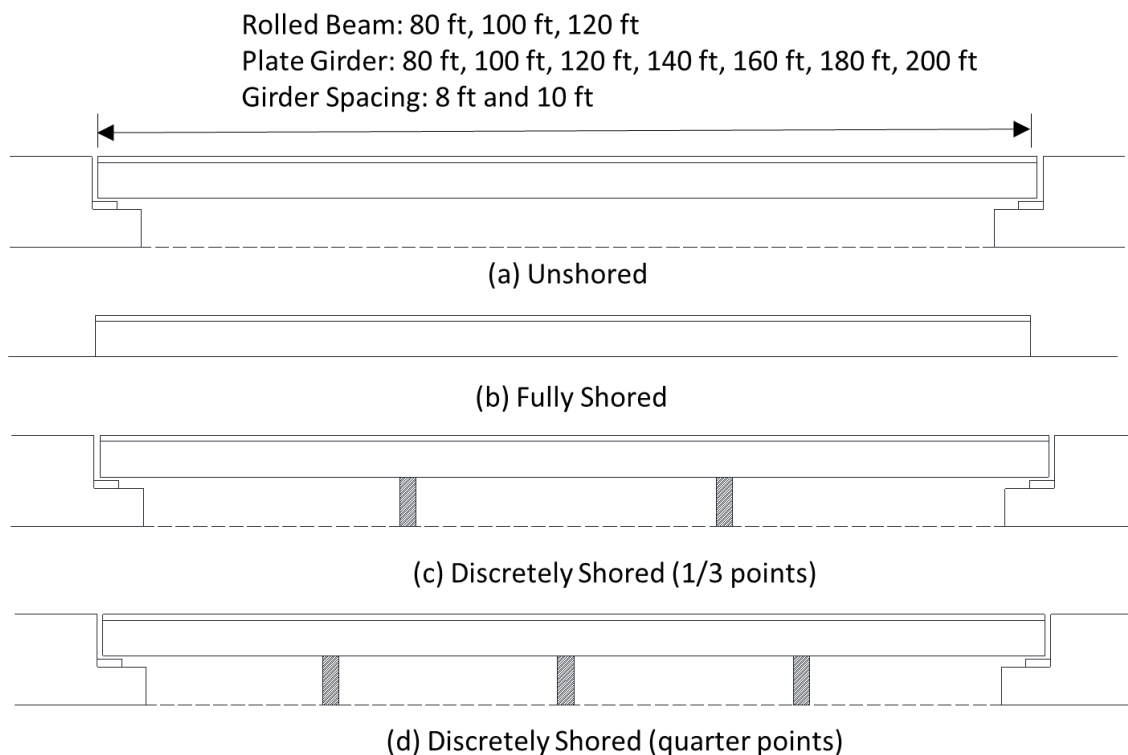 Rolled Beam: 80 ft, 100 ft, 120 ft
Plate Girder: 80 ft, 100 ft, 120 ft, 140 ft, 160 ft, 180 ft, 200 ft
Girder Spacing: 8 ft and 10 ft
(a) Unshored
(b) Fully Shored
(c) Discretely Shored (1/3 points)
(d) Discretely Shored (quarter points)